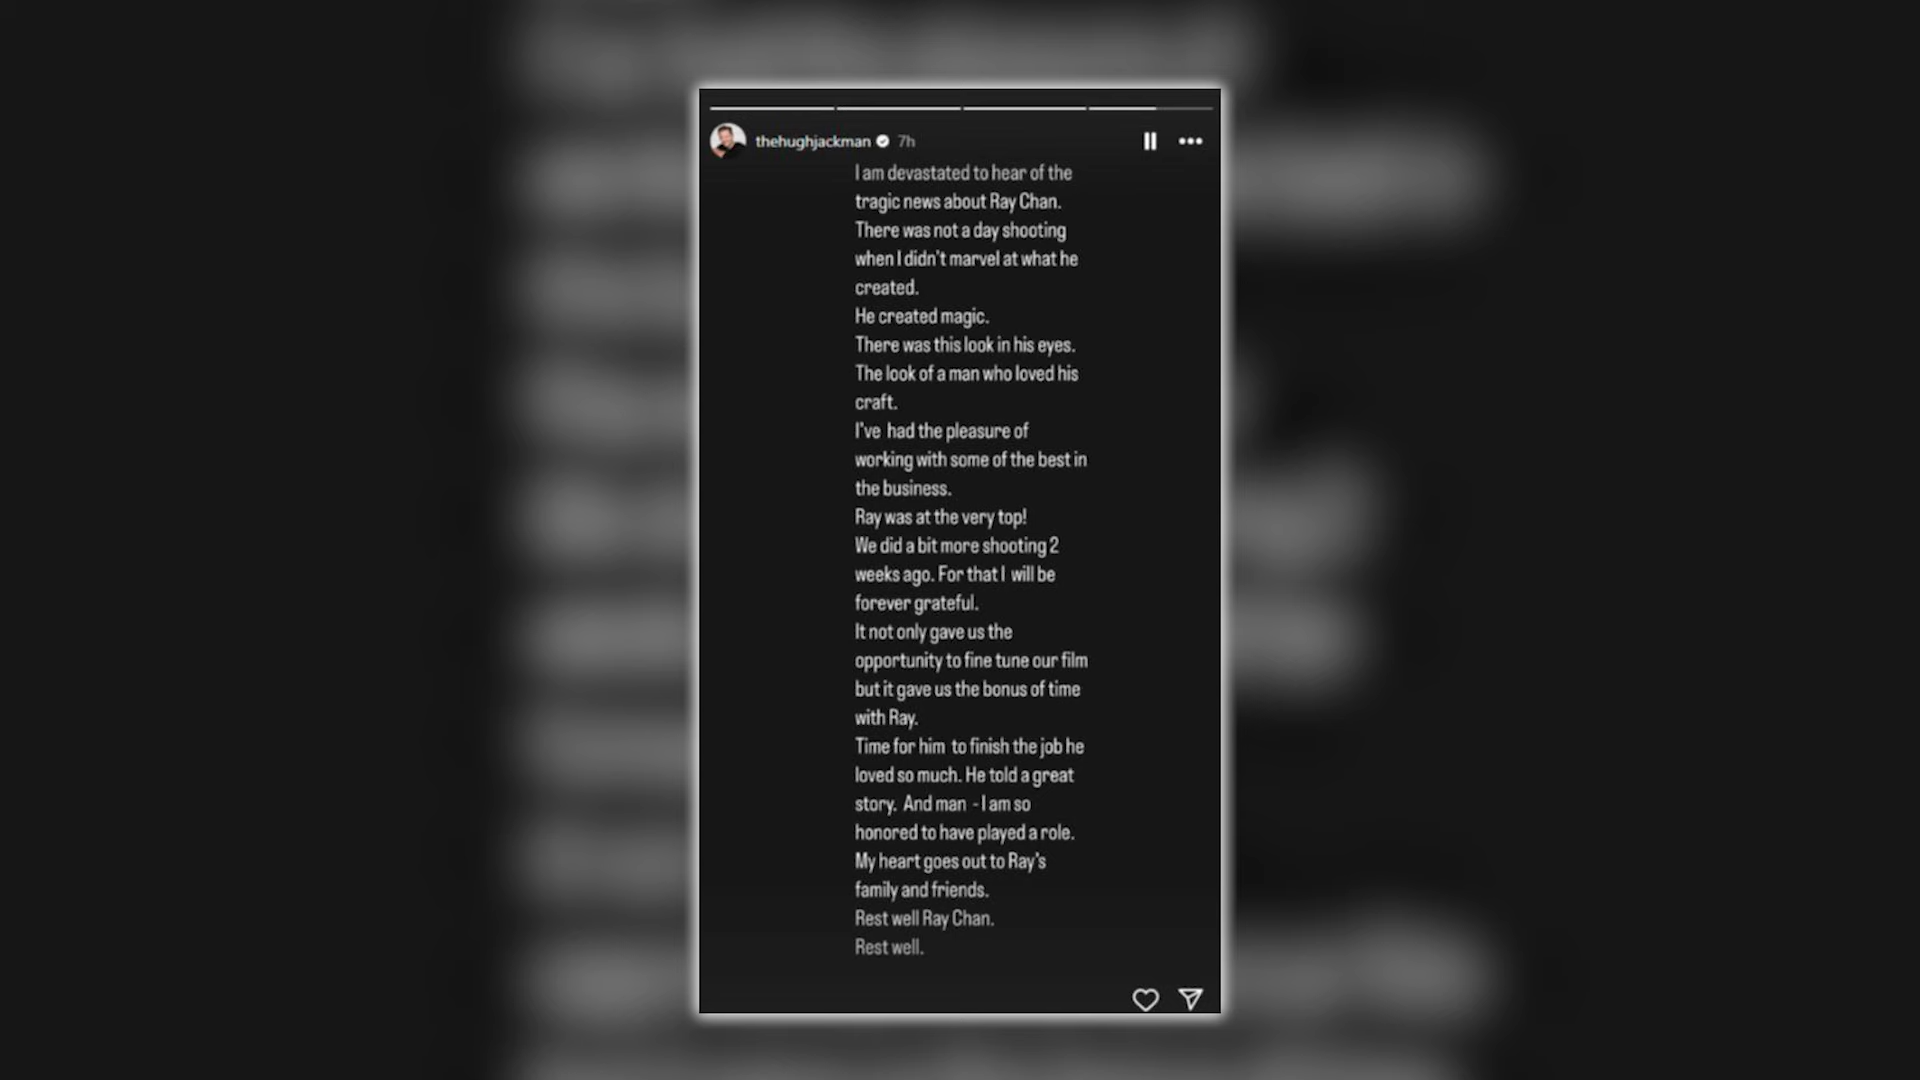 thehughjackman 7h
I am devastated to hear of the
tragic news about Ray Chan.
There was not a day shooting
when I didn't marvel at what he
created.
He created magic.
There was this look in his eyes.
The look of a man who loved his
craft.
I've had the pleasure of
working with some of the best in
the business.
Ray was at the very top!
We did a bit more shooting 2
weeks ago. For that I will be
forever grateful.
It not only gave us the
opportunity to fine tune our film
but it gave us the bonus of time
with Ray.
Time for him to finish the job he
loved so much. He told a great
story. And man - I am so
honored to have played a role.
My heart goes out to Ray's
family and friends.
Rest well Ray Chan.
Rest well.